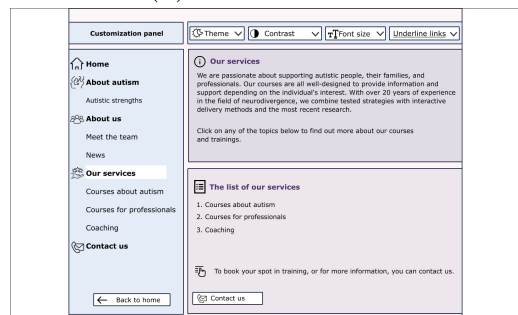 Customization panel
Theme
Contrast
Font size
Underline links
Home
About autism
Autistic strengths
About us
Meet the team
News
Our services
Courses about autism
Courses for professionals
Coaching
Contact us
Back to home
Our services
We are passionate about supporting autistic people, their families, and
professionals. Our courses are all well-designed to provide information and
support depending on the individual's interest. With over 20 years of experience
in the field of neurodivergence, we combine tested strategies with interactive
delivery methods and the most recent research.
Click on any of the topics below to find out more about our courses
and trainings.
The list of our services
1. Courses about autism
2. Courses for professionals
3. Coaching
To book your spot in training, or for more information, you can contact us.
Contact us